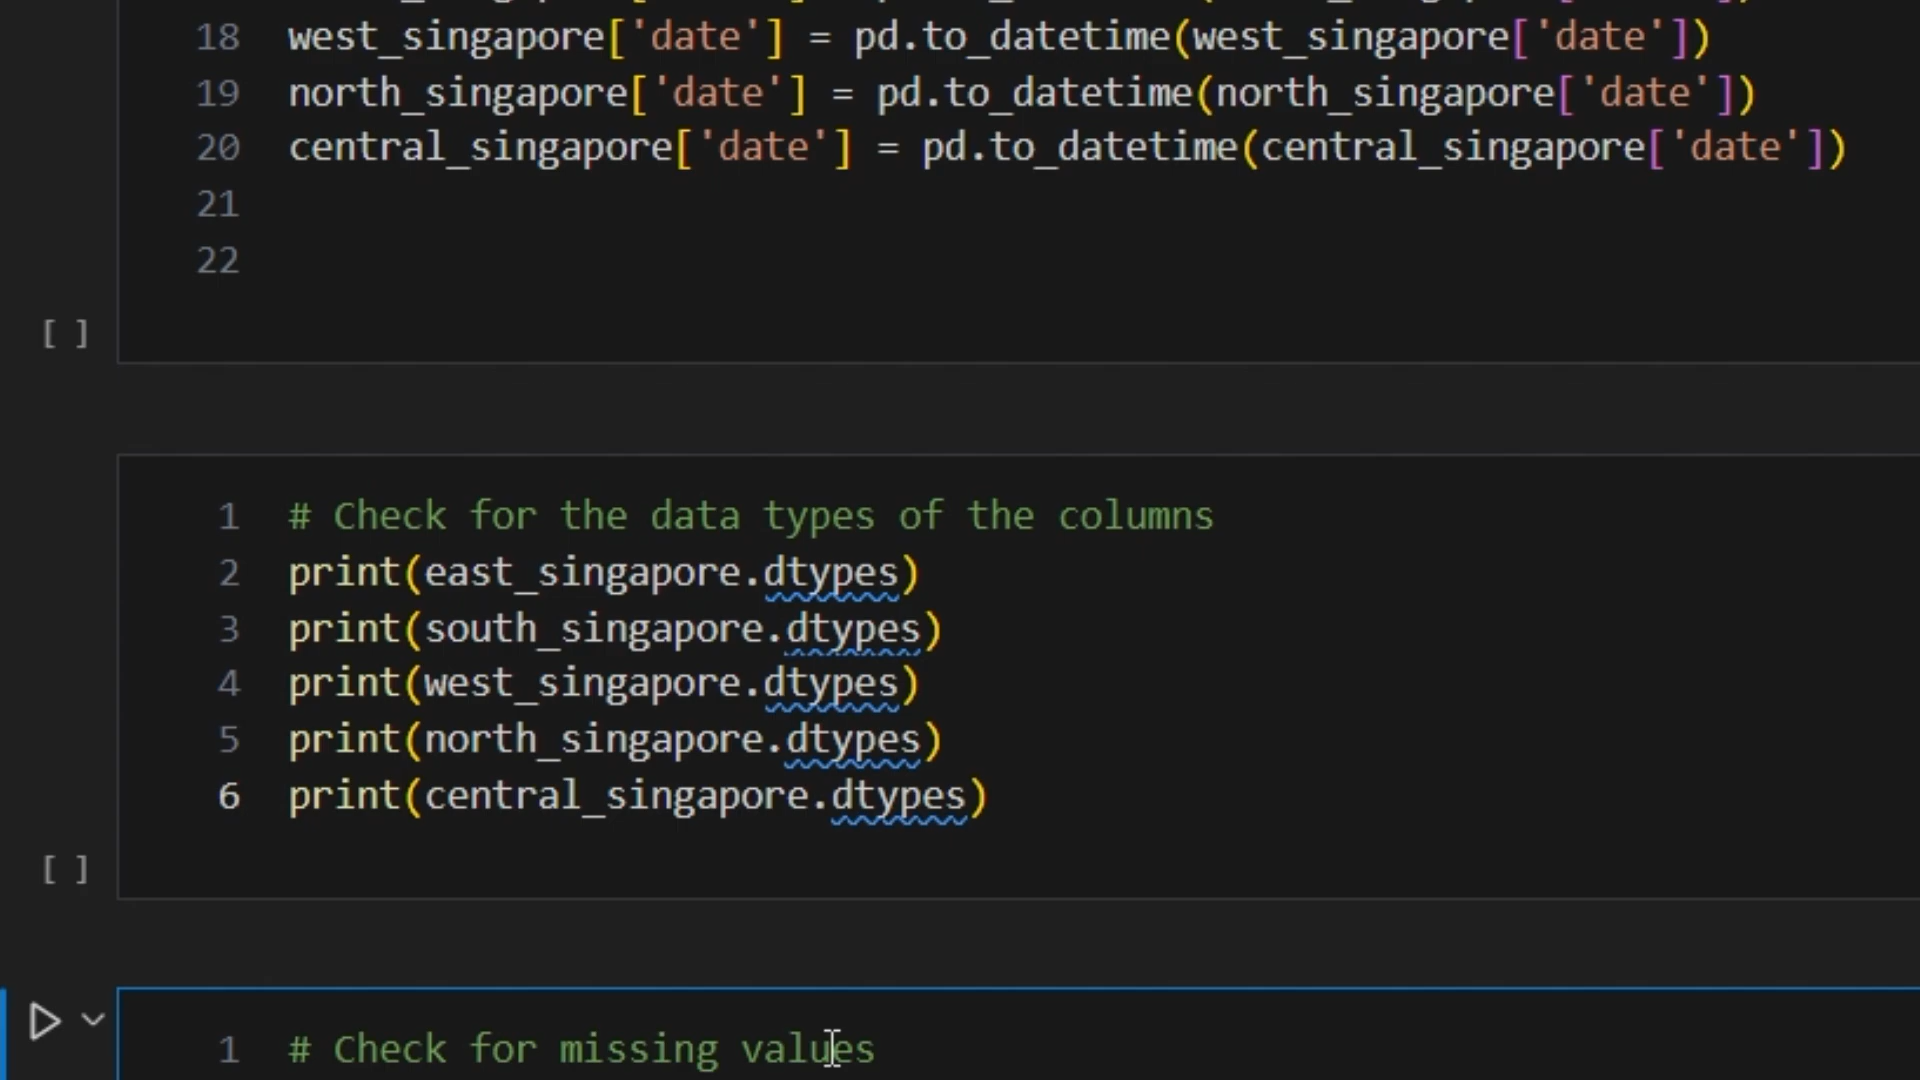 18 west_singapore['date'] = pd.to_datetime(west_singapore['date'])
19 north_singapore['date'] = pd.to_datetime(north_singapore['date'])
20 central_singapore['date'] = pd.to_datetime(central_singapore['date'])
21
22
[ ]
1 # Check for the data types of the columns
2 print(east_singapore.dtypes)
3 print(south_singapore.dtypes)
4 print(west_singapore.dtypes)
5 print(north_singapore.dtypes)
6 print(central_singapore.dtypes)
[ ]
1 # Check for missing values